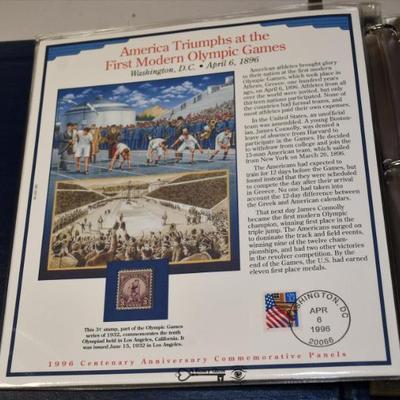 America Triumphs at the
First Modern Olympic Games
Washington, D.C. • April 6, 1896
American athletes brought glory
to their nation at the first modern
Olympic Games, which took place in
Athens, Greece, on April 6,
1896. Athletes from all
over the world were invited, but only
thirteen nations participated. None of
the countries had formal teams, and
most athletes paid their own way.
In the United States, an unofficial
team was assembled. A young Bostonian,
James Connolly, was denied a
leave of absence from Harvard to
participate in the Games. He decided
to withdraw from college and join the
American team, which sailed
from New York on March 20, 1896.
The Americans had expected to
train for 12 days before the Games, but
found instead that they were scheduled
to compete the day after their arrival
in Greece. No one had taken into
account the 12-day difference between
the Greek and American calendars.
That next day James Connolly
became the first modern Olympic
champion, winning first place in the
triple jump. The Americans surged on
to dominate the track and field events,
winning nine of the twelve championships,
and had two other victories
in the revolver competition. By the
end of the Games, the U.S. had earned
eleven first place medals.
This 3¢ stamp, part of the Olympic Games
series of 1932, commemorates the tenth
Olympiad held in Los Angeles, California. It
was issued June 15, 1932 in Los Angeles.
WASHINGTON, DC
APR
6
1996
20066
1996 Centenary Anniversary Commemorative Panels